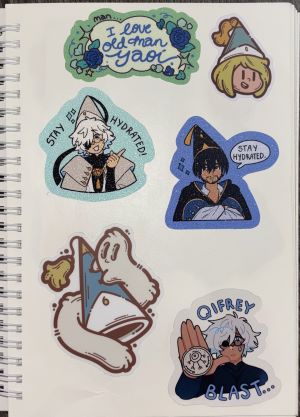 man
I love
old man
yaoi.
STAY
HYDRATED!
STAY
HYDRATED.
QIFREY
BLAST...